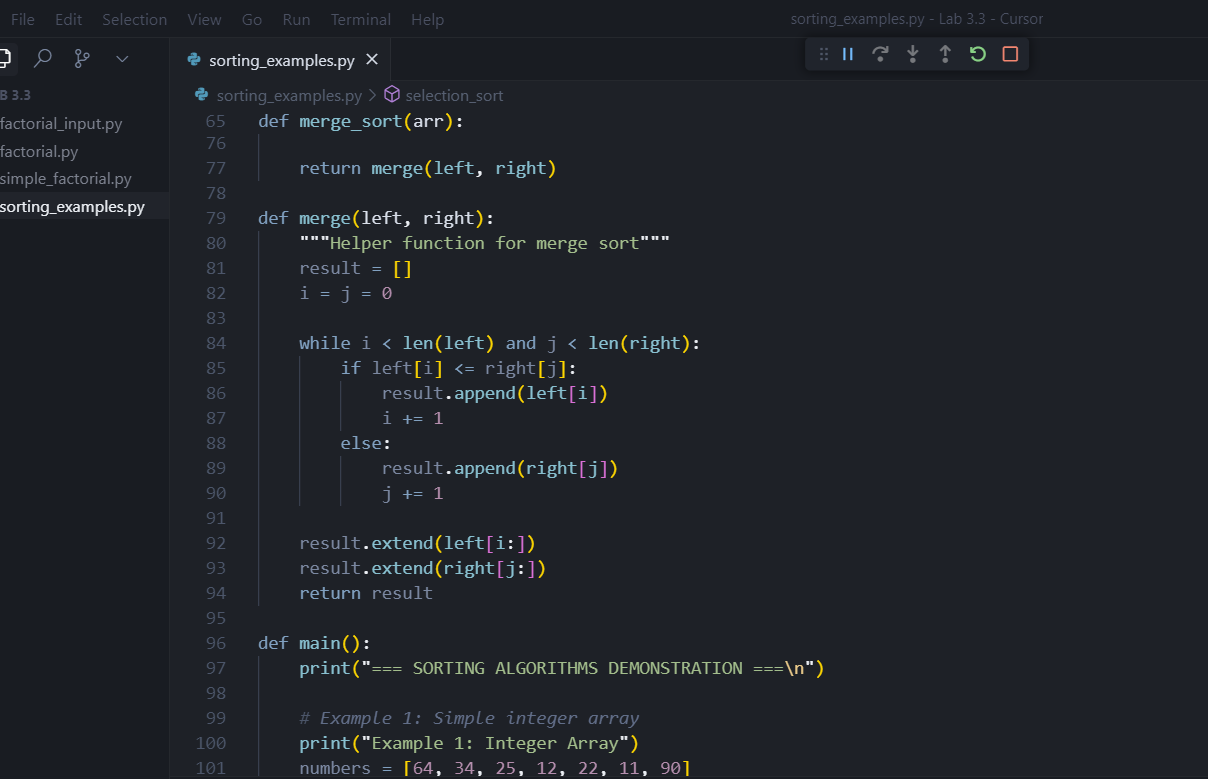 File Edit Selection View Go Run Terminal Help sorting_examples.py - Lab 3.3 - Cursor
sorting_examples.py
B 3.3
factorial_input.py
factorial.py
simple_factorial.py
sorting_examples.py
sorting_examples.py > selection_sort
65 def merge_sort(arr):
76
77 return merge(left, right)
78
79 def merge(left, right):
80 """Helper function for merge sort"""
81 result = []
82 i = j = 0
83
84 while i < len(left) and j < len(right):
85 if left[i] <= right[j]:
86 result.append(left[i])
87 i += 1
88 else:
89 result.append(right[j])
90 j += 1
91
92 result.extend(left[i:])
93 result.extend(right[j:])
94 return result
95
96 def main():
97 print("=== SORTING ALGORITHMS DEMONSTRATION ===\n")
98
99 # Example 1: Simple integer array
100 print("Example 1: Integer Array")
101 numbers = [64, 34, 25, 12, 22, 11, 90]